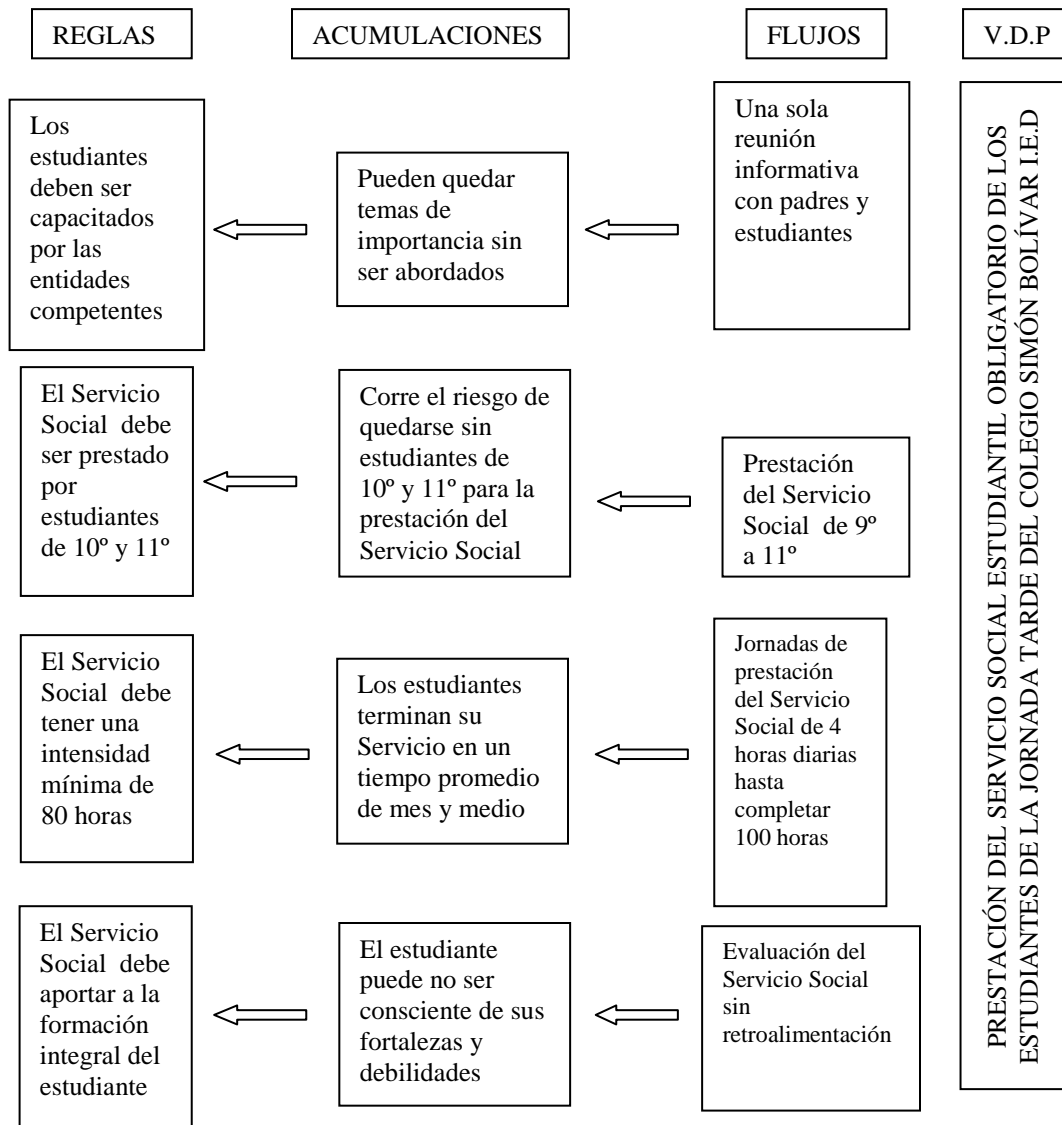 REGLAS
ACUMULACIONES
FLUJOS
V.D.P
Los
estudiantes
deben ser
capacitados
por las
entidades
competentes
Pueden quedar
temas de
importancia sin
ser abordados
Una sola
reunión
informativa
con padres y
estudiantes
El Servicio
Social debe
ser prestado
por
estudiantes
de 10º y 11º
Corre el riesgo de
quedarse sin
estudiantes de
10º y 11º para la
prestación del
Servicio Social
Prestación
del Servicio
Social de 9º
a 11º
El Servicio
Social debe
tener una
intensidad
mínima de
80 horas
Los estudiantes
terminan su
Servicio en un
tiempo promedio
de mes y medio
Jornadas de
prestación
del Servicio
Social de 4
horas diarias
hasta
completar
100 horas
El Servicio
Social debe
aportar a la
formación
integral del
estudiante
El estudiante
puede no ser
consciente de sus
fortalezas y
debilidades
Evaluación del
Servicio Social
sin
retroalimentación
PRESTACIÓN DEL SERVICIO SOCIAL ESTUDIANTIL OBLIGATORIO DE LOS
ESTUDIANTES DE LA JORNADA TARDE DEL COLEGIO SIMÓN BOLÍVAR I.E.D